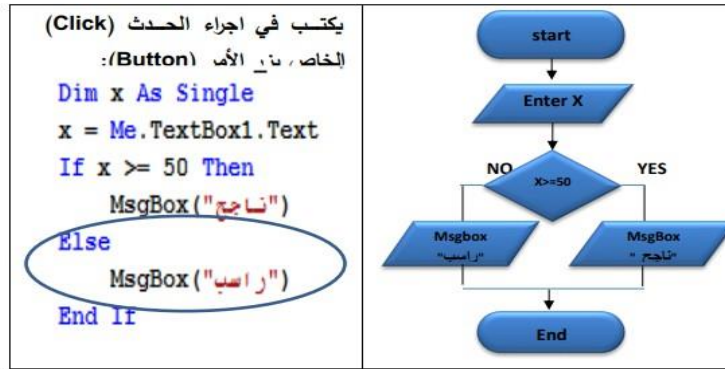 يكتب في اجراء الحدث (Click)
الخاص بزر الأمر (Button):
Dim x As Single
x = Me.TextBox1.Text
If x >= 50 Then
MsgBox("ناجح")
Else
MsgBox("راسب")
End If
start
Enter X
NO
YES
X>=50
Msgbox
"راسب"
MsgBox
"ناجح "
End